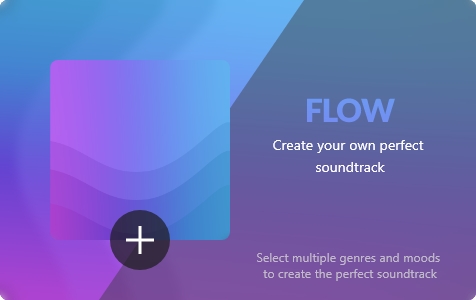 FLOW
Create your own perfect
soundtrack
Select multiple genres and moods
to create the perfect soundtrack